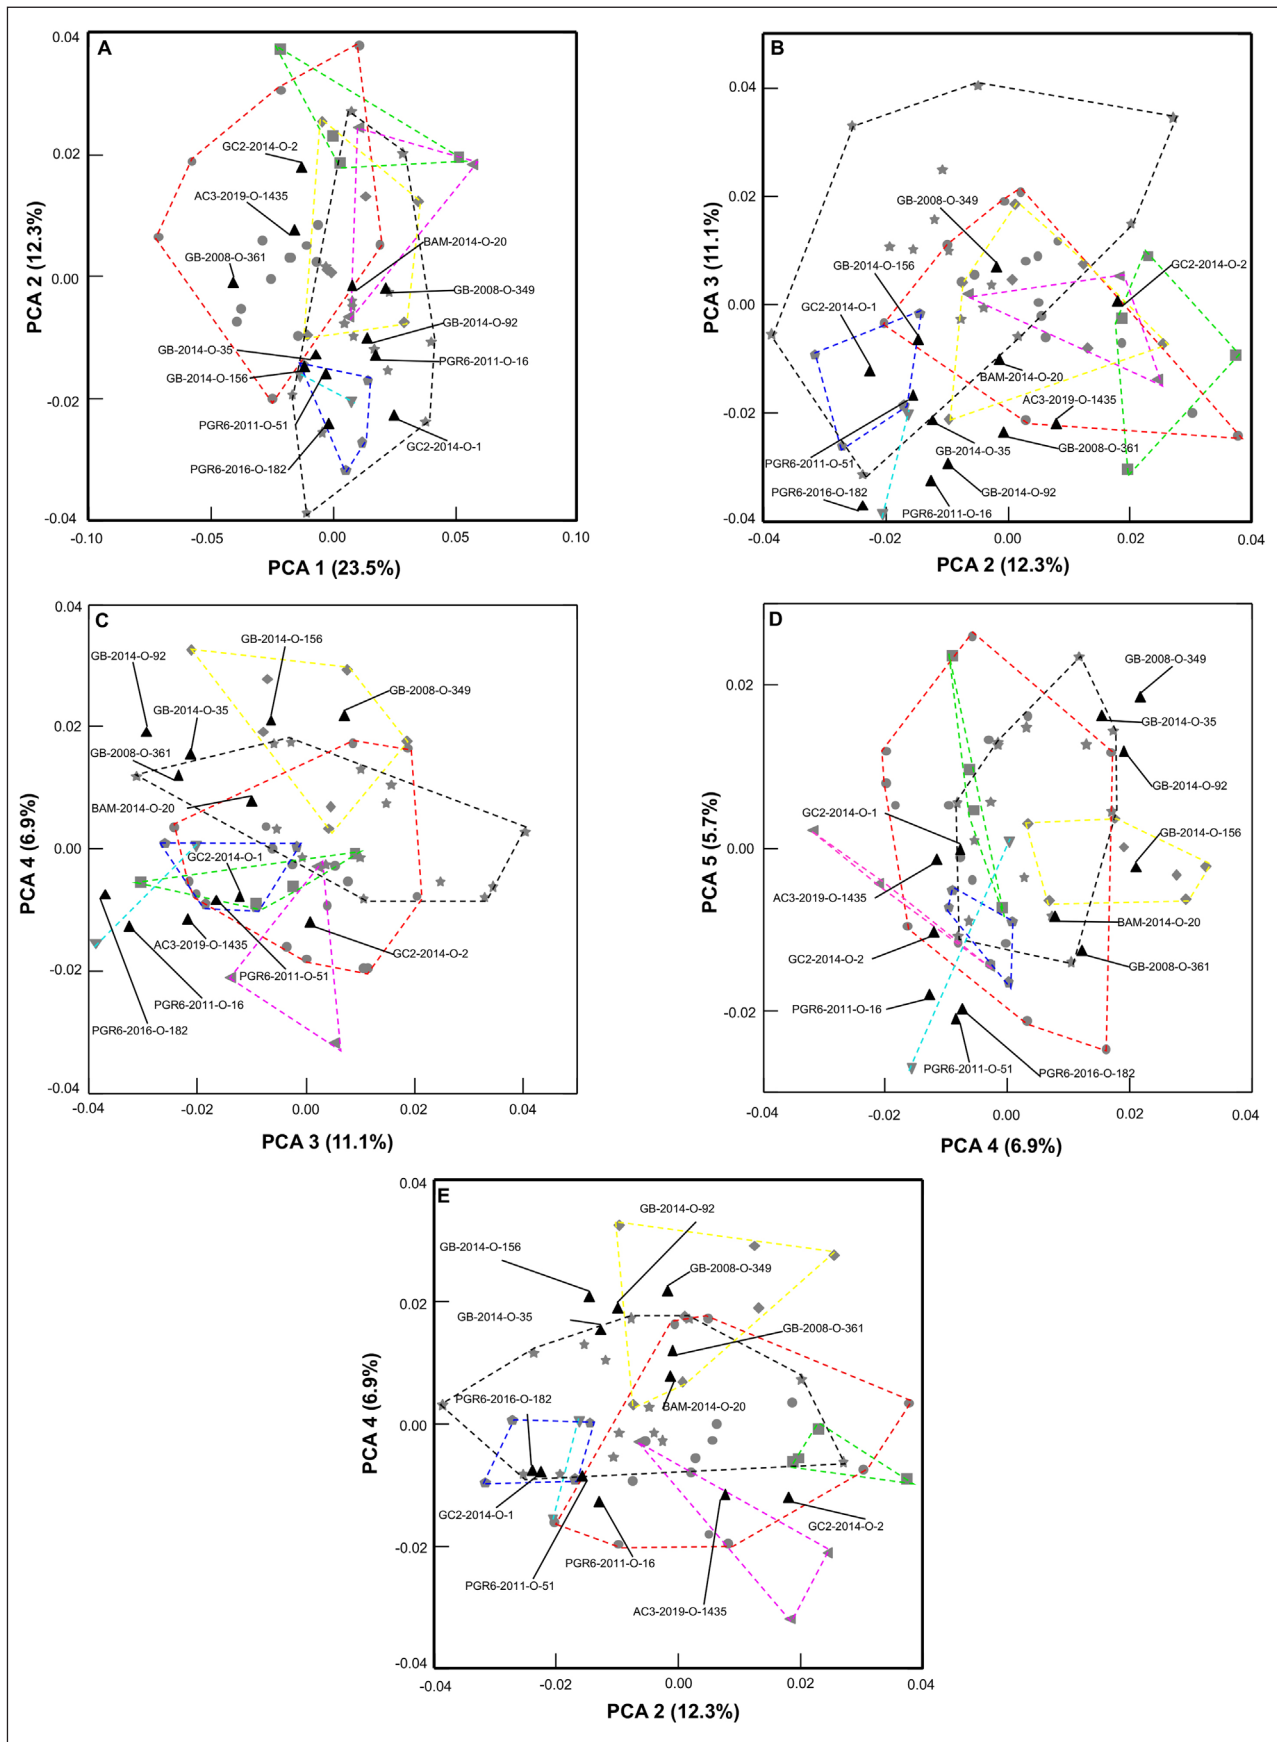 A
0.04
0.02
0.00
-0.02
-0.04
-0.10
-0.05
0.00
0.05
0.10
PCA 2 (12.3%)
PCA 1 (23.5%)
GC2-2014-O-2
AC3-2019-O-1435
GB-2008-O-361
BAM-2014-O-20
GB-2008-O-349
GB-2014-O-92
GB-2014-O-35
PGR6-2011-O-16
GB-2014-O-156
PGR6-2011-O-51
GC2-2014-O-1
PGR6-2016-O-182
B
0.04
0.02
0.00
-0.02
-0.04
-0.04
-0.02
0.00
0.02
0.04
PCA 3 (11.1%)
PCA 2 (12.3%)
GB-2008-O-349
GB-2014-O-156
GC2-2014-O-2
GC2-2014-O-1
BAM-2014-O-20
AC3-2019-O-1435
GB-2008-O-361
GB-2014-O-35
PGR6-2011-O-51
PGR6-2016-O-182
GB-2014-O-92
PGR6-2011-O-16
C
0.04
0.02
0.00
-0.02
-0.04
-0.04
-0.02
0.00
0.02
0.04
PCA 4 (6.9%)
PCA 3 (11.1%)
GB-2014-O-156
GB-2014-O-92
GB-2008-O-349
GB-2014-O-35
GB-2008-O-361
BAM-2014-O-20
GC2-2014-O-1
AC3-2019-O-1435
GC2-2014-O-2
PGR6-2011-O-51
PGR6-2011-O-16
PGR6-2016-O-182
D
0.02
0.00
-0.02
-0.04
-0.02
0.00
0.02
0.04
PCA 5 (5.7%)
PCA 4 (6.9%)
GB-2008-O-349
GB-2014-O-35
GB-2014-O-92
GC2-2014-O-1
GB-2014-O-156
AC3-2019-O-1435
BAM-2014-O-20
GC2-2014-O-2
GB-2008-O-361
PGR6-2011-O-16
PGR6-2011-O-51
PGR6-2016-O-182
E
0.04
0.02
0.00
-0.02
-0.04
-0.04
-0.02
0.00
0.02
0.04
PCA 4 (6.9%)
PCA 2 (12.3%)
GB-2014-O-92
GB-2014-O-156
GB-2008-O-349
GB-2014-O-35
GB-2008-O-361
PGR6-2016-O-182
BAM-2014-O-20
GC2-2014-O-1
GC2-2014-O-2
PGR6-2011-O-16
PGR6-2011-O-51
AC3-2019-O-1435